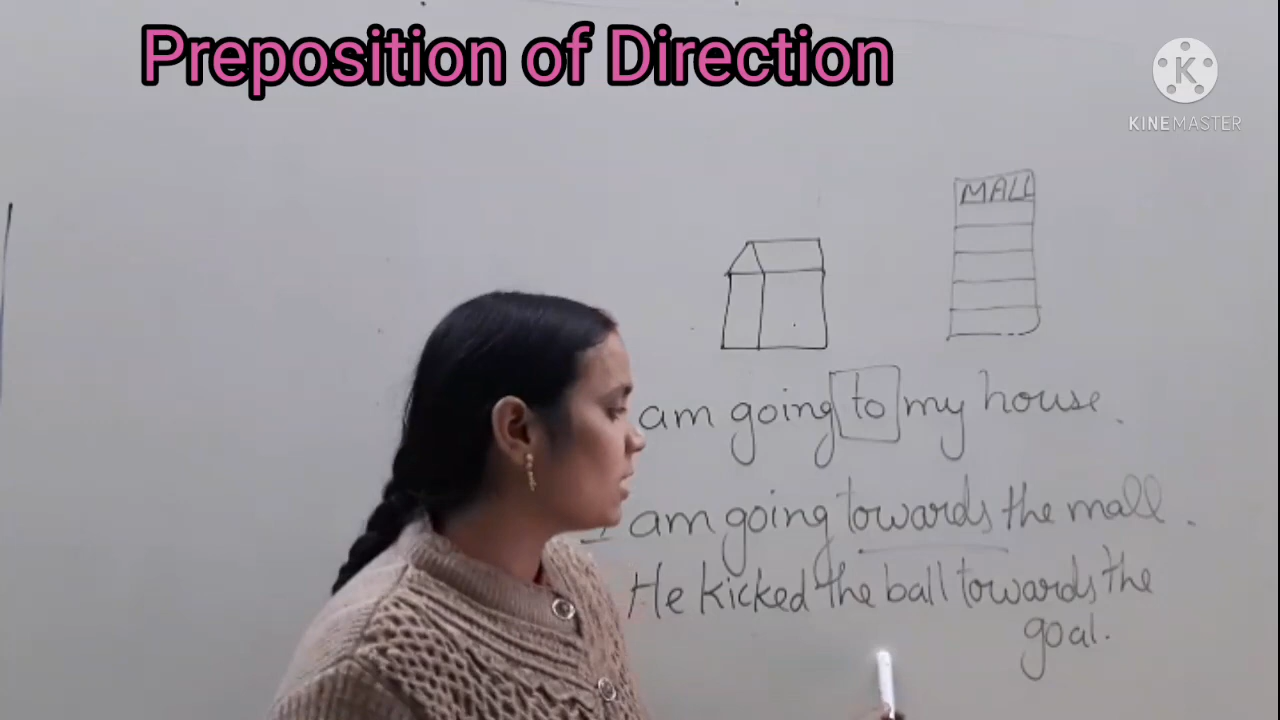 Preposition of Direction
KINEMASTER
MALL
am going to my house.
I am going towards the mall.
He kicked the ball towards the
goal.